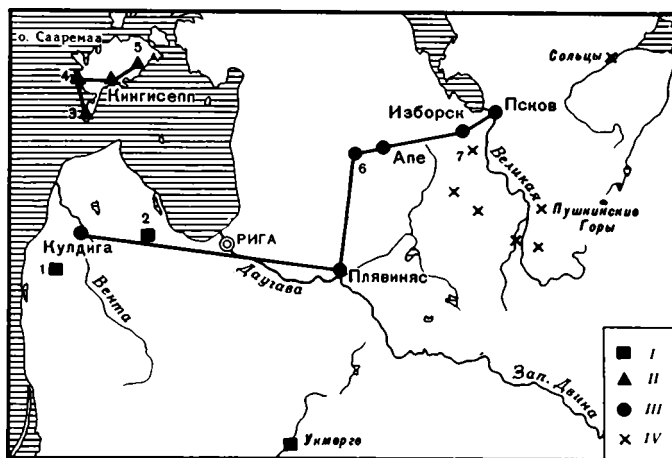 о. Сааремаа
5
4
Кингисепп
3
Сольцы
Изборск
Псков
6
Апе
7
Великая
Пушкинские
Горы
2
РИГА
Кулдига
1
Вента
Даугава
Плявиняс
Зап. Двина
Укмерге
I
II
III
IV